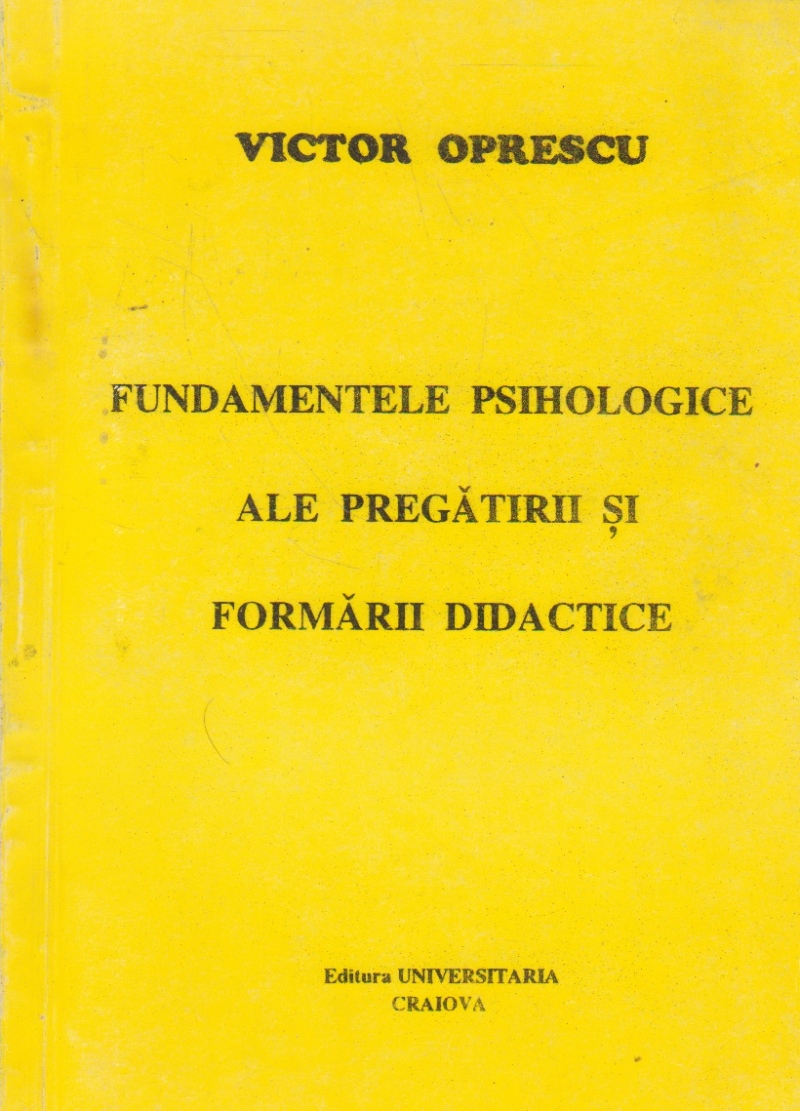 VICTOR OPRESCU
FUNDAMENTELE PSIHOLOGICE
ALE PREGĂTIRII ȘI
FORMĂRII DIDACTICE
Editura UNIVERSITARIA
CRAIOVA